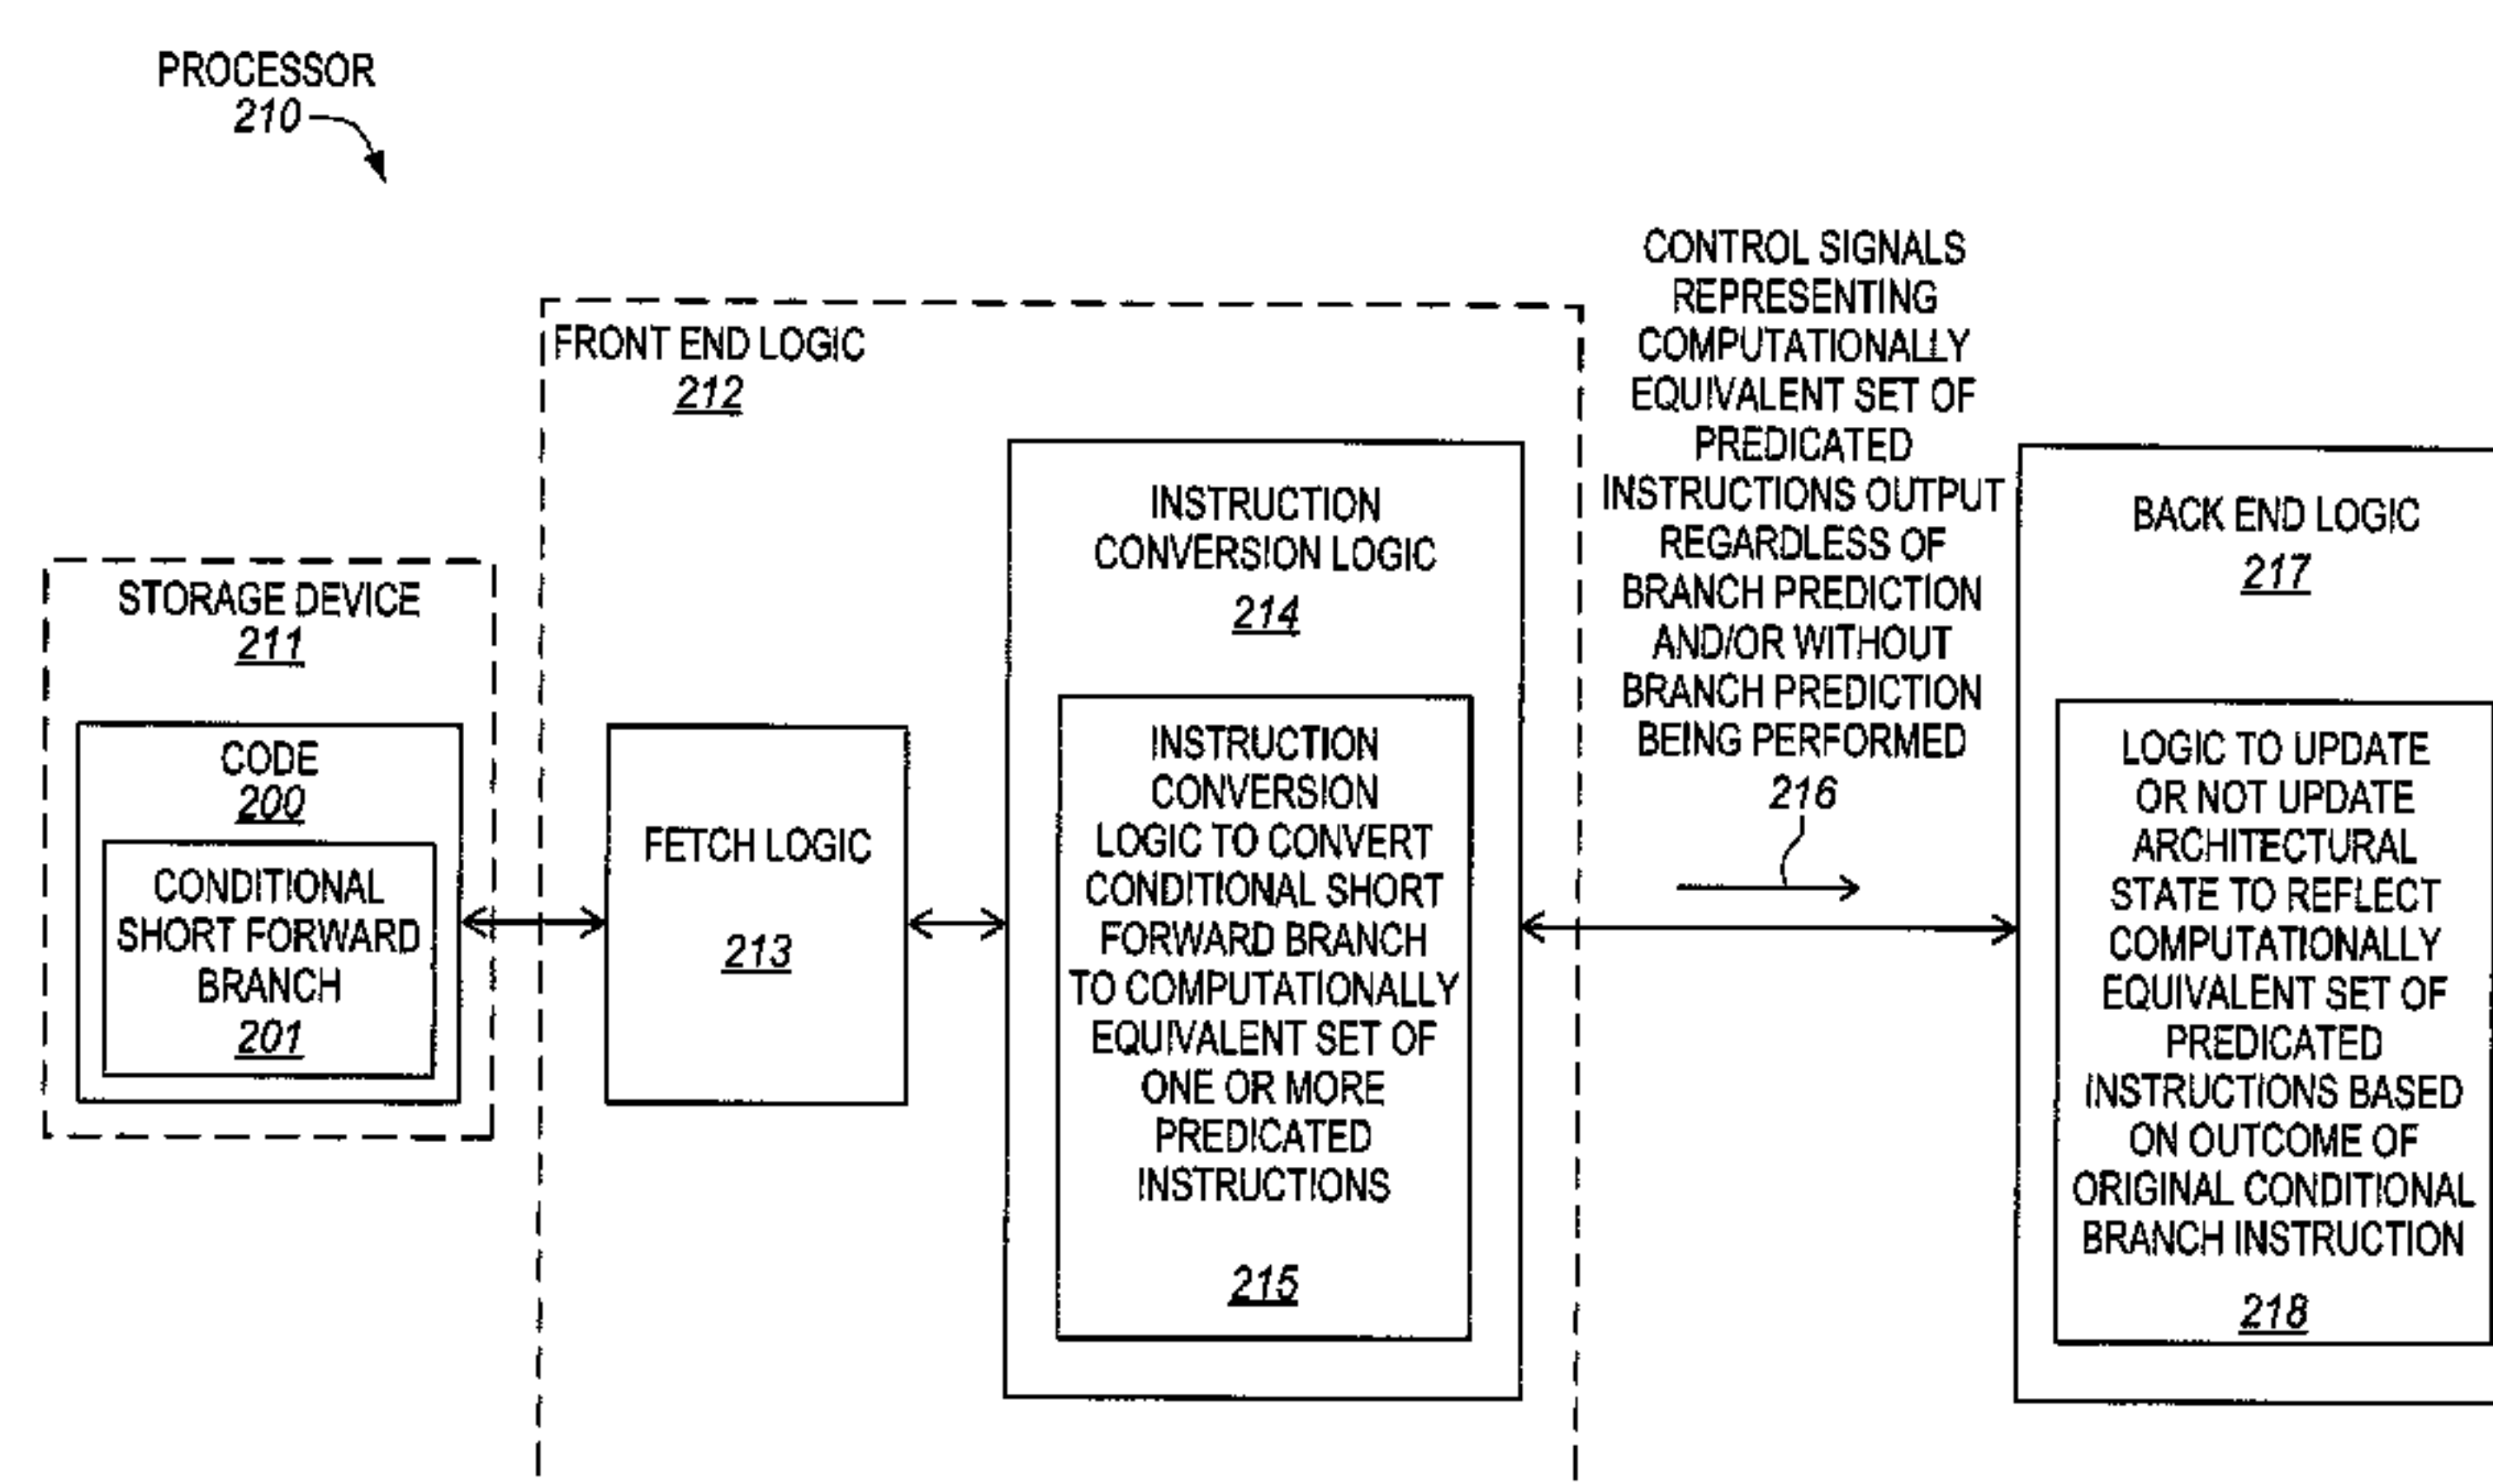 PROCESSOR
210
FRONT END LOGIC
212
STORAGE DEVICE
211
CODE
200
CONDITIONAL
SHORT FORWARD
BRANCH
201
FETCH LOGIC
213
INSTRUCTION
CONVERSION LOGIC
214
INSTRUCTION
CONVERSION
LOGIC TO CONVERT
CONDITIONAL SHORT
FORWARD BRANCH
TO COMPUTATIONALLY
EQUIVALENT SET OF
ONE OR MORE
PREDICATED
INSTRUCTIONS
215
CONTROL SIGNALS
REPRESENTING
COMPUTATIONALLY
EQUIVALENT SET OF
PREDICATED
INSTRUCTIONS OUTPUT
REGARDLESS OF
BRANCH PREDICTION
AND/OR WITHOUT
BRANCH PREDICTION
BEING PERFORMED
216
BACK END LOGIC
217
LOGIC TO UPDATE
OR NOT UPDATE
ARCHITECTURAL
STATE TO REFLECT
COMPUTATIONALLY
EQUIVALENT SET OF
PREDICATED
INSTRUCTIONS BASED
ON OUTCOME OF
ORIGINAL CONDITIONAL
BRANCH INSTRUCTION
218